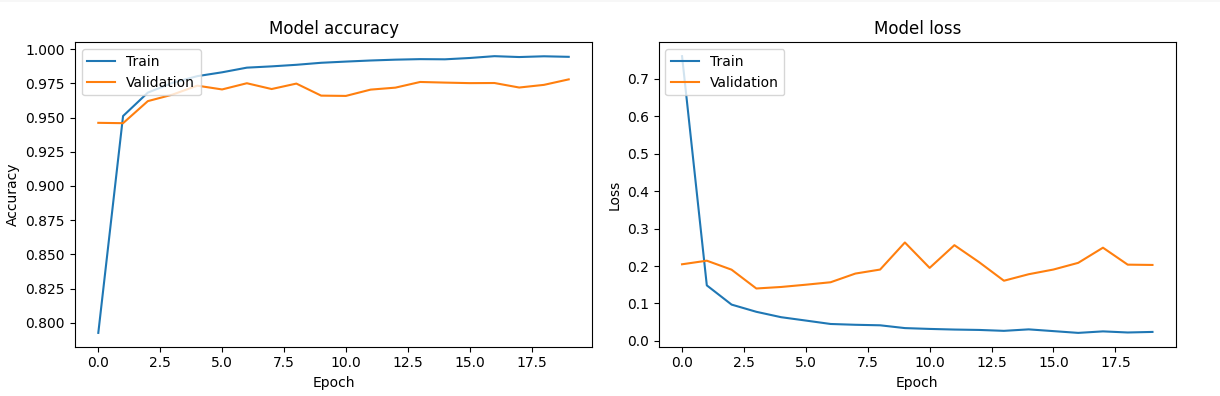 Model accuracy
1.000
0.975
0.950
0.925
0.900
0.875
0.850
0.825
0.800
Accuracy
Train
Validation
0.0 2.5 5.0 7.5 10.0 12.5 15.0 17.5
Epoch
Model loss
0.7
0.6
0.5
0.4
0.3
0.2
0.1
0.0
Loss
Train
Validation
0.0 2.5 5.0 7.5 10.0 12.5 15.0 17.5
Epoch